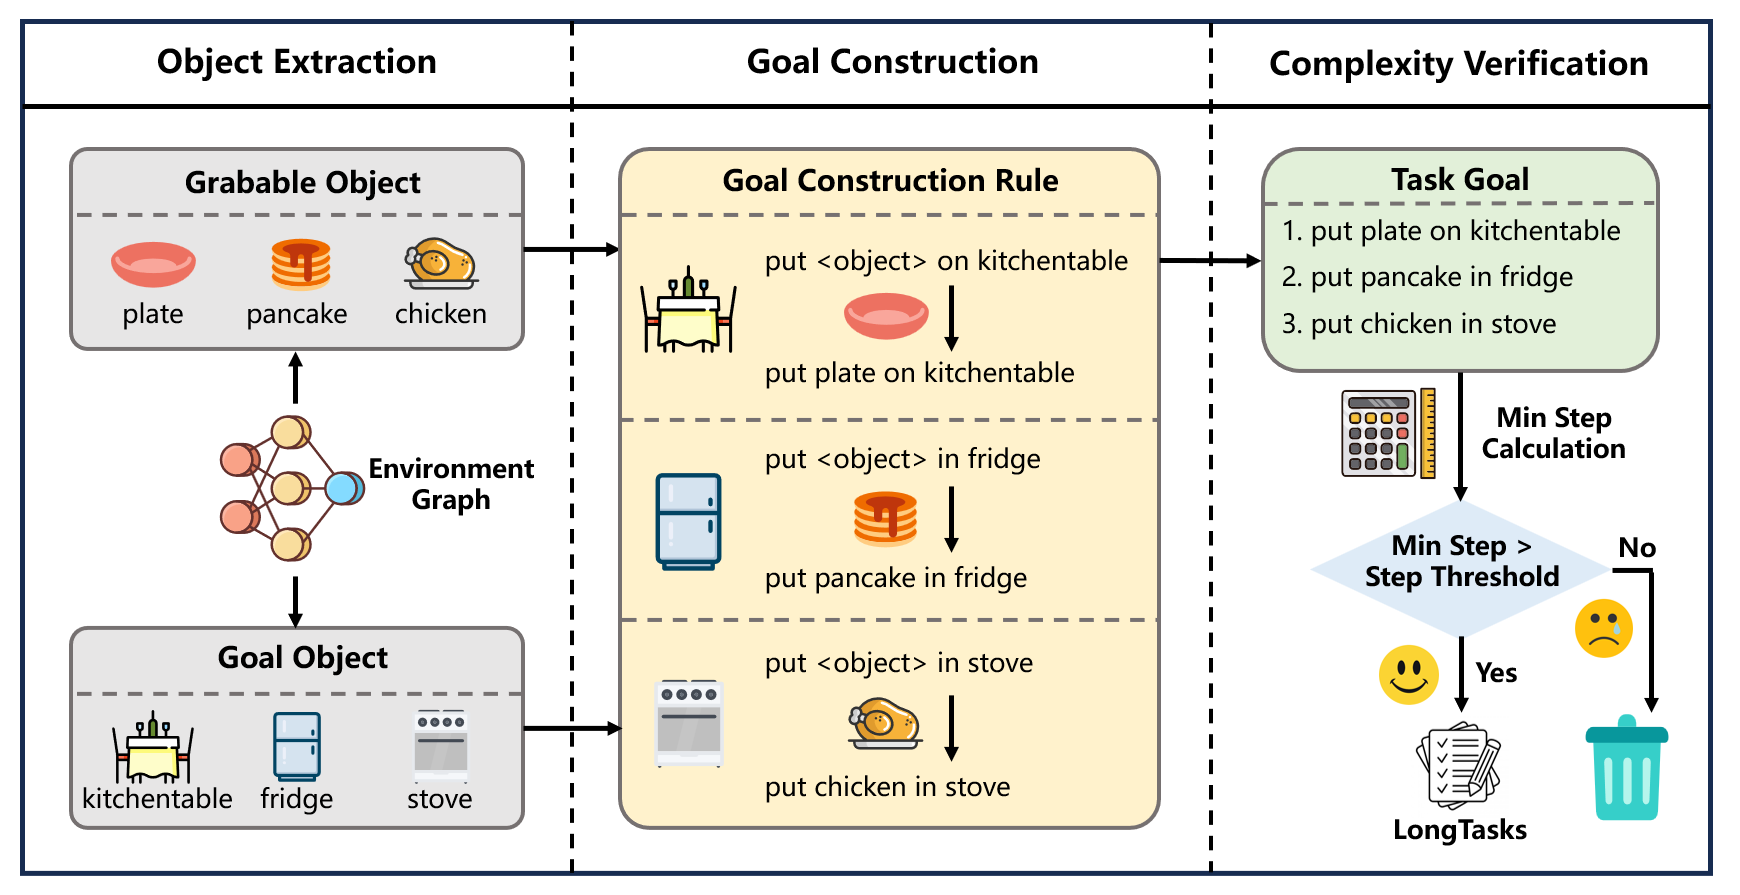 Object Extraction
Goal Construction
Complexity Verification
Grabable Object
plate
pancake
chicken
Environment
Graph
Goal Object
kitchentable
fridge
stove
Goal Construction Rule
put <object> on kitchentable
put plate on kitchentable
put <object> in fridge
put pancake in fridge
put <object> in stove
put chicken in stove
Task Goal
1. put plate on kitchentable
2. put pancake in fridge
3. put chicken in stove
Min Step
Calculation
Min Step >
Step Threshold
No
Yes
LongTasks